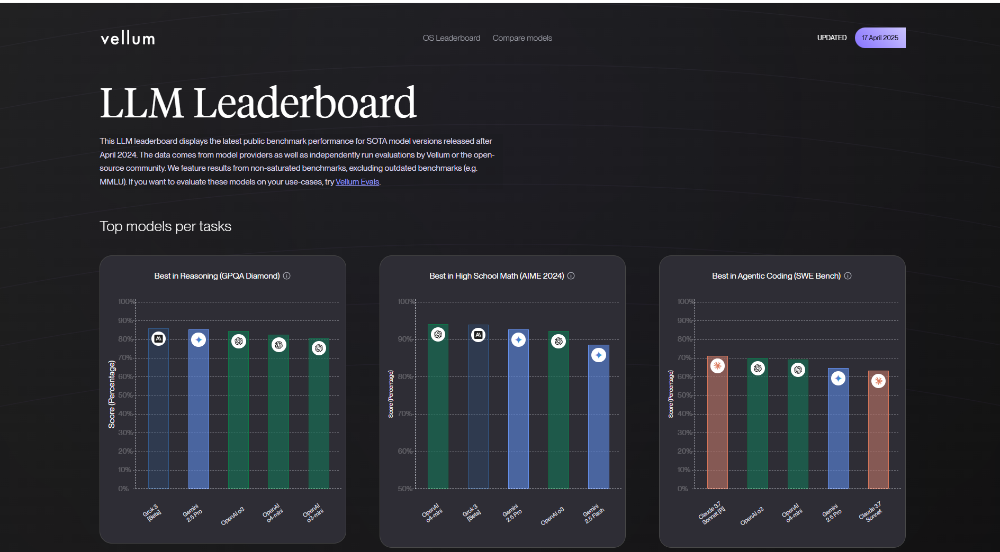 vellum
OS Leaderboard
Compare models
UPDATED
17 April 2025
LLM Leaderboard
This LLM leaderboard displays the latest public benchmark performance for SOTA model versions released after
April 2024. The data comes from model providers as well as independently run evaluations by Vellum or the open-
source community. We feature results from non-saturated benchmarks, excluding outdated benchmarks (e.g.
MMLU). If you want to evaluate these models on your use-cases, try Vellum Evals.
Top models per tasks
Best in Reasoning (GPQA Diamond)
Score (Percentage)
100%
90%
80%
70%
60%
50%
40%
30%
20%
10%
0%
Grok 3
[Beta]
Gemini
2.5 Pro
OpenAI o3
OpenAI
o4-mini
OpenAI
o3-mini
Best in High School Math (AIME 2024)
Score (Percentage)
100%
90%
80%
70%
60%
50%
OpenAI
o4-mini
Grok 3
[Beta]
Gemini
2.5 Pro
OpenAI o3
Gemini
2.5 Flash
Best in Agentic Coding (SWE Bench)
Score (Percentage)
100%
90%
80%
70%
60%
50%
40%
30%
20%
10%
0%
Claude 3.7
Sonnet [R]
OpenAI o3
OpenAI
o4-mini
Gemini
2.5 Pro
Claude 3.7
Sonnet